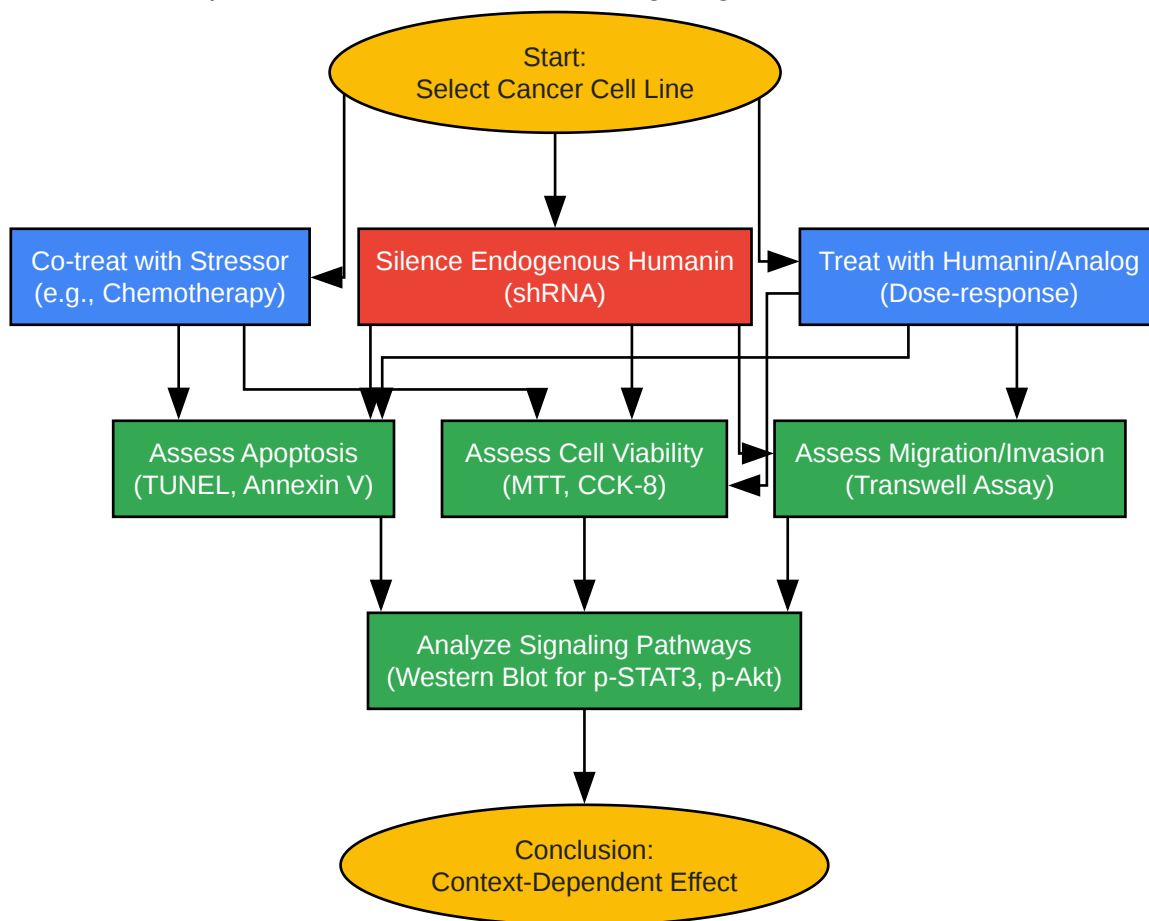 Start:
Select Cancer Cell Line
Co-treat with Stressor
(e.g., Chemotherapy)
Silence Endogenous Humanin
(shRNA)
Treat with Humanin/Analog
(Dose-response)
Assess Apoptosis
(TUNEL, Annexin V)
Assess Cell Viability
(MTT, CCK-8)
Assess Migration/Invasion
(Transwell Assay)
Analyze Signaling Pathways
(Western Blot for p-STAT3, p-Akt)
Conclusion:
Context-Dependent Effect